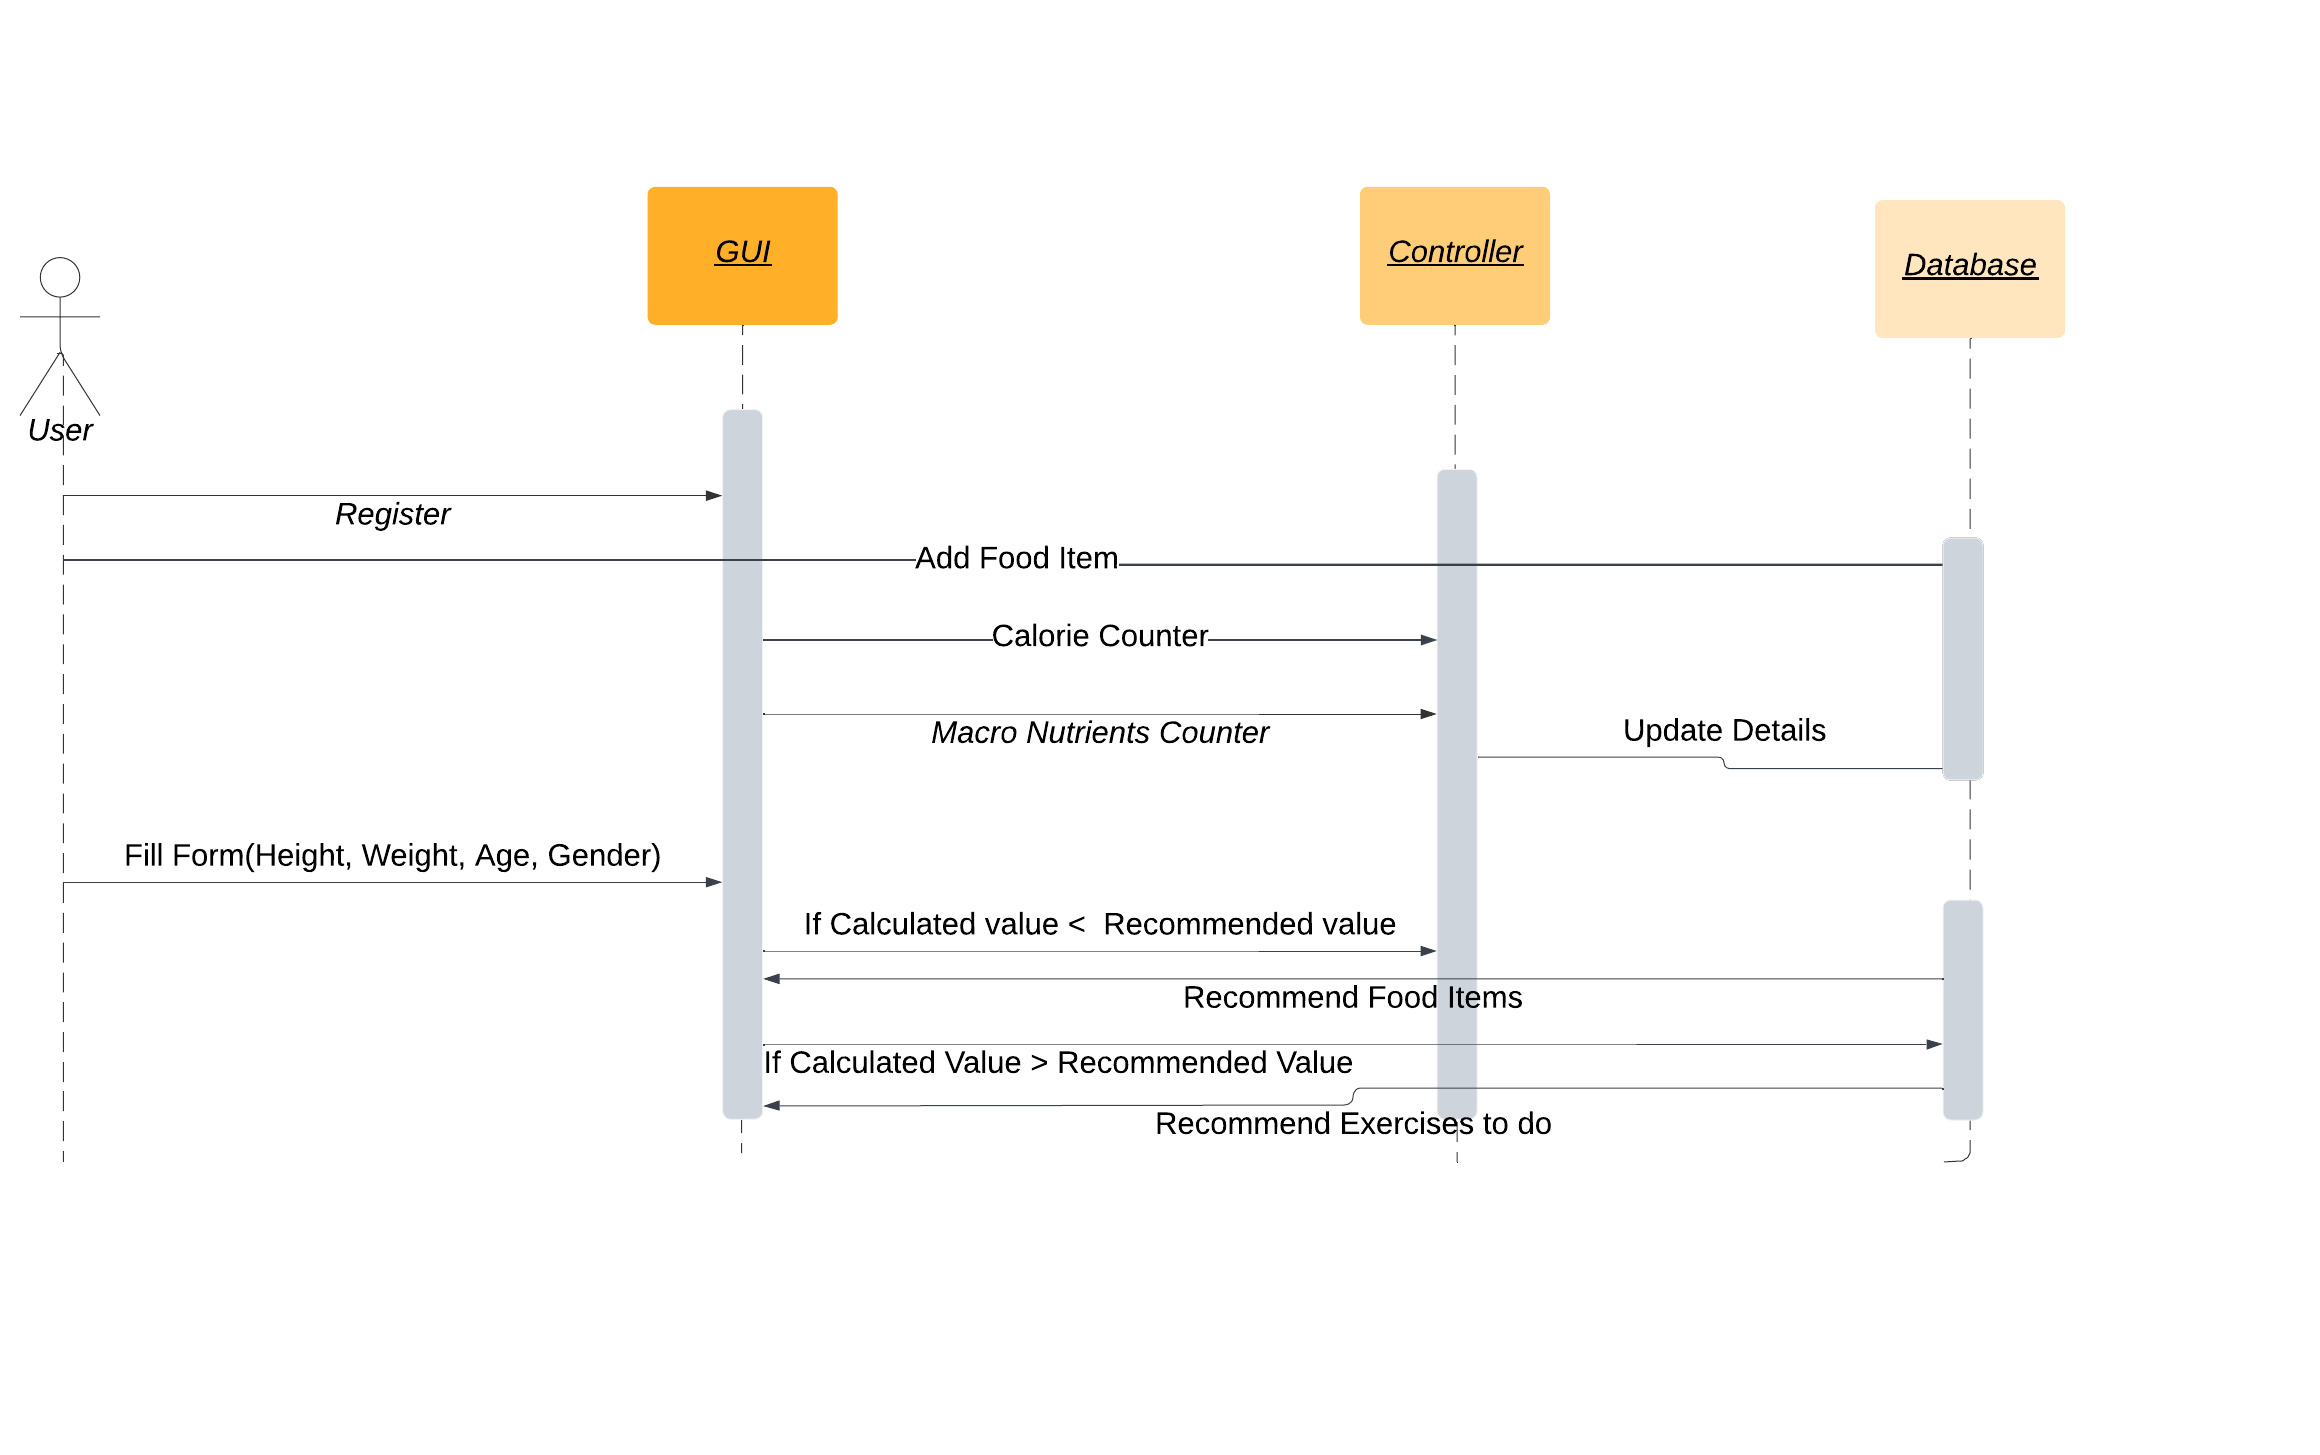 GUI
Controller
Database
User
Register
Add Food Item
Calorie Counter
Macro Nutrients Counter
Update Details
Fill Form(Height, Weight, Age, Gender)
If Calculated value <  Recommended value
Recommend Food Items
If Calculated Value > Recommended Value
Recommend Exercises to do